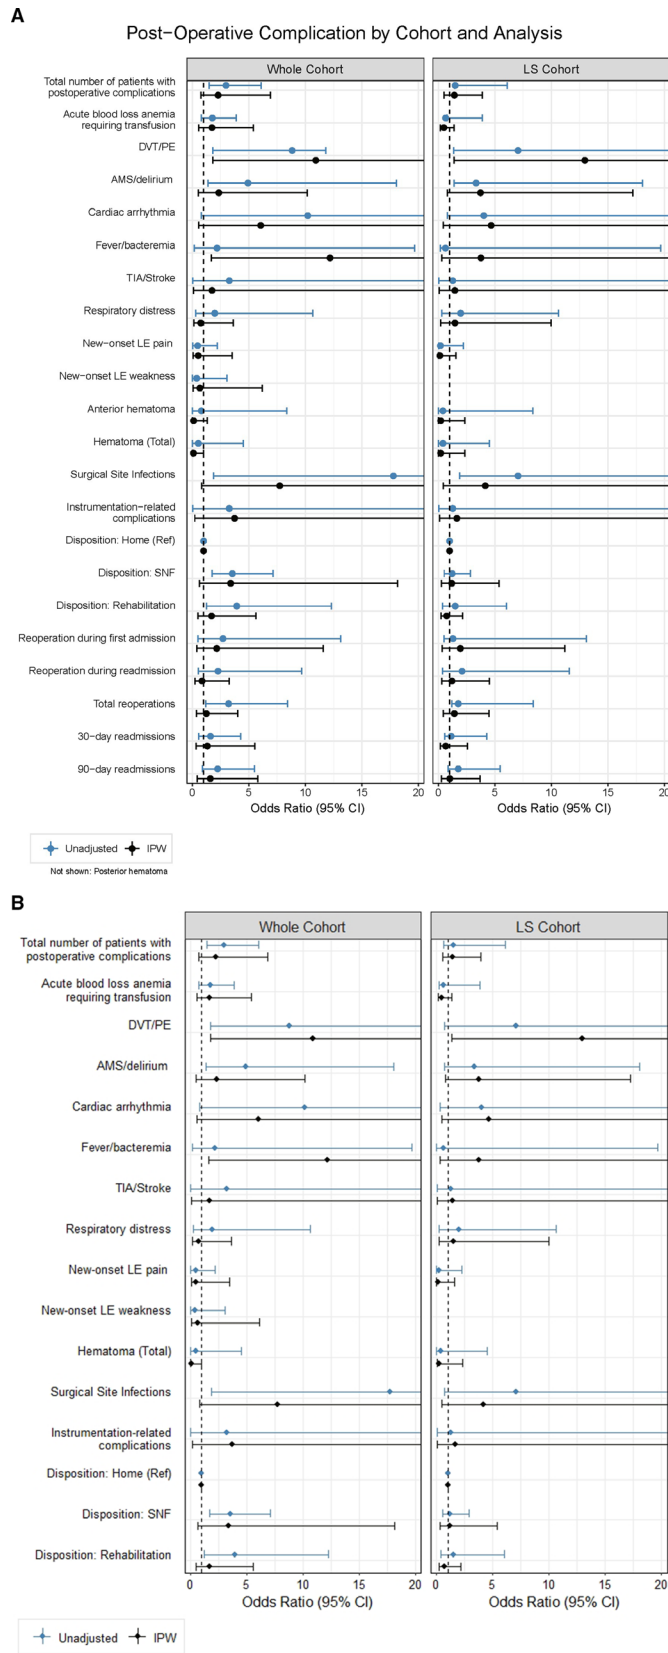 A
Post-Operative Complication by Cohort and Analysis
Whole Cohort
LS Cohort
Total number of patients with
postoperative complications
Acute blood loss anemia
requiring transfusion
DVT/PE
AMS/delirium
Cardiac arrhythmia
Fever/bacteremia
TIA/Stroke
Respiratory distress
New-onset LE pain
New-onset LE weakness
Anterior hematoma
Hematoma (Total)
Surgical Site Infections
Instrumentation-related
complications
Disposition: Home (Ref)
Disposition: SNF
Disposition: Rehabilitation
Reoperation during first admission
Reoperation during readmission
Total reoperations
30-day readmissions
90-day readmissions
0 5 10 15 20 0 5 10 15 20
Odds Ratio (95% CI) Odds Ratio (95% CI)
Unadjusted IPW
Not shown: Posterior hematoma
B
Whole Cohort
LS Cohort
Total number of patients with
postoperative complications
Acute blood loss anemia
requiring transfusion
DVT/PE
AMS/delirium
Cardiac arrhythmia
Fever/bacteremia
TIA/Stroke
Respiratory distress
New-onset LE pain
New-onset LE weakness
Hematoma (Total)
Surgical Site Infections
Instrumentation-related
complications
Disposition: Home (Ref)
Disposition: SNF
Disposition: Rehabilitation
0 5 10 15 20 0 5 10 15 20
Odds Ratio (95% CI) Odds Ratio (95% CI)
Unadjusted IPW